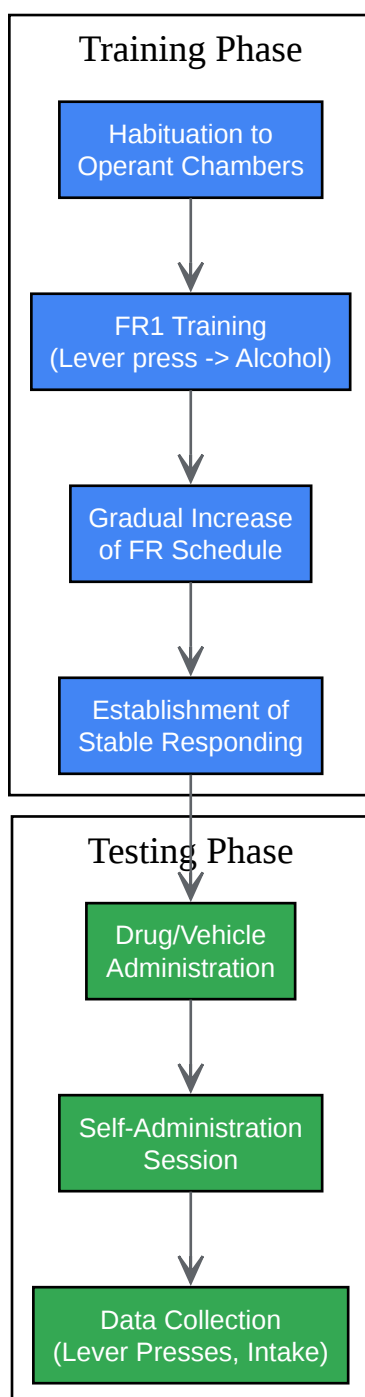 Training Phase
Habituation to
Operant Chambers
FR1 Training
(Lever press -> Alcohol)
Gradual Increase
of FR Schedule
Establishment of
Stable Responding
Testing Phase
Drug/Vehicle
Administration
Self-Administration
Session
Data Collection
(Lever Presses, Intake)